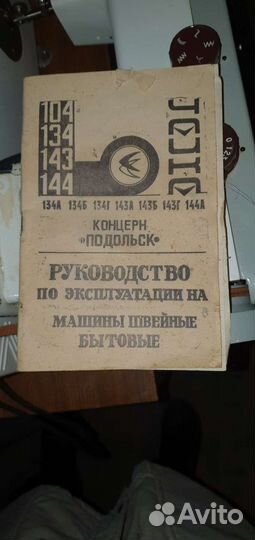 104
134
143
144
134А 134Б 134Г 143А 143Б 143Г 144А
КОНЦЕРН
«ПОДОЛЬСК»
РУКОВОДСТВО
ПО ЭКСПЛУАТАЦИИ НА
МАШИНЫ ШВЕЙНЫЕ
БЫТОВЫЕ
Avito